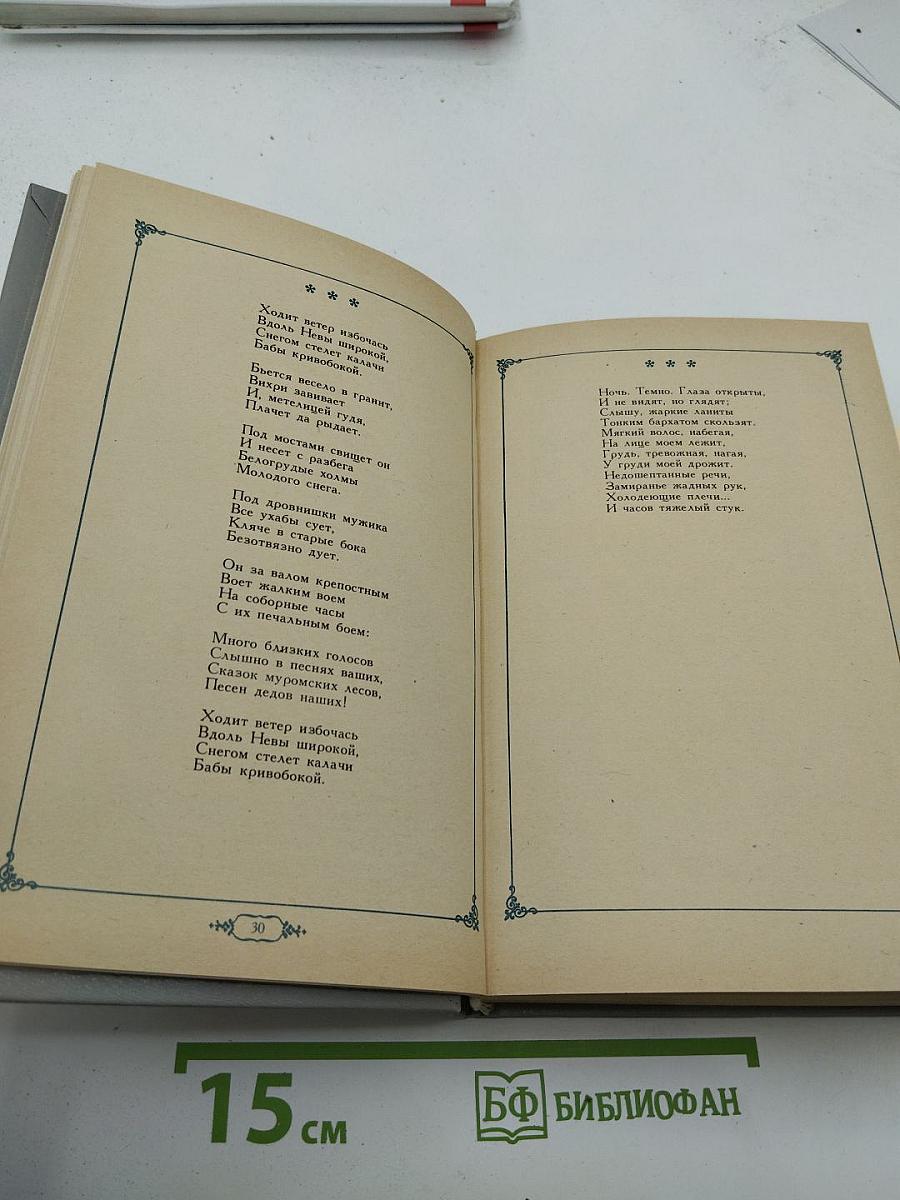 * * *
Ходит ветер избочась
Вдоль Невы широкой,
Снегом стелет калачи
Бабы кривобокой.
Бьется весело в гранит,
Вихри завивает
И, метелицей гудя,
Плачет да рыдает.
Под мостами свищет он
И несет с разбега
Белогрудые холмы
Молодого снега.
Под дровнишки мужика
Все ухабы сует,
Кляче в старые бока
Безотвязно дует.
Он за валом крепостным
Воет жалким воем
На соборные часы
С их печальным боем:
Много близких голосов
Слышно в песнях ваших,
Сказок муромских лесов,
Песен дедов наших!
Ходит ветер избочась
Вдоль Невы широкой,
Снегом стелет калачи
Бабы кривобокой.
30
* * *
Ночь. Темно. Глаза открыты,
И не видят, но глядят;
Слышу, жаркие ланиты
Тонким бархатом скользят.
Мягкий волос, набегая,
На лице моем лежит,
Грудь, тревожная, нагая,
У груди моей дрожит.
Недошептанные речи,
Замиранье жадных рук,
Холодеющие плечи...
И часов тяжелый стук.
15 см
БФ БИБЛИОФАН